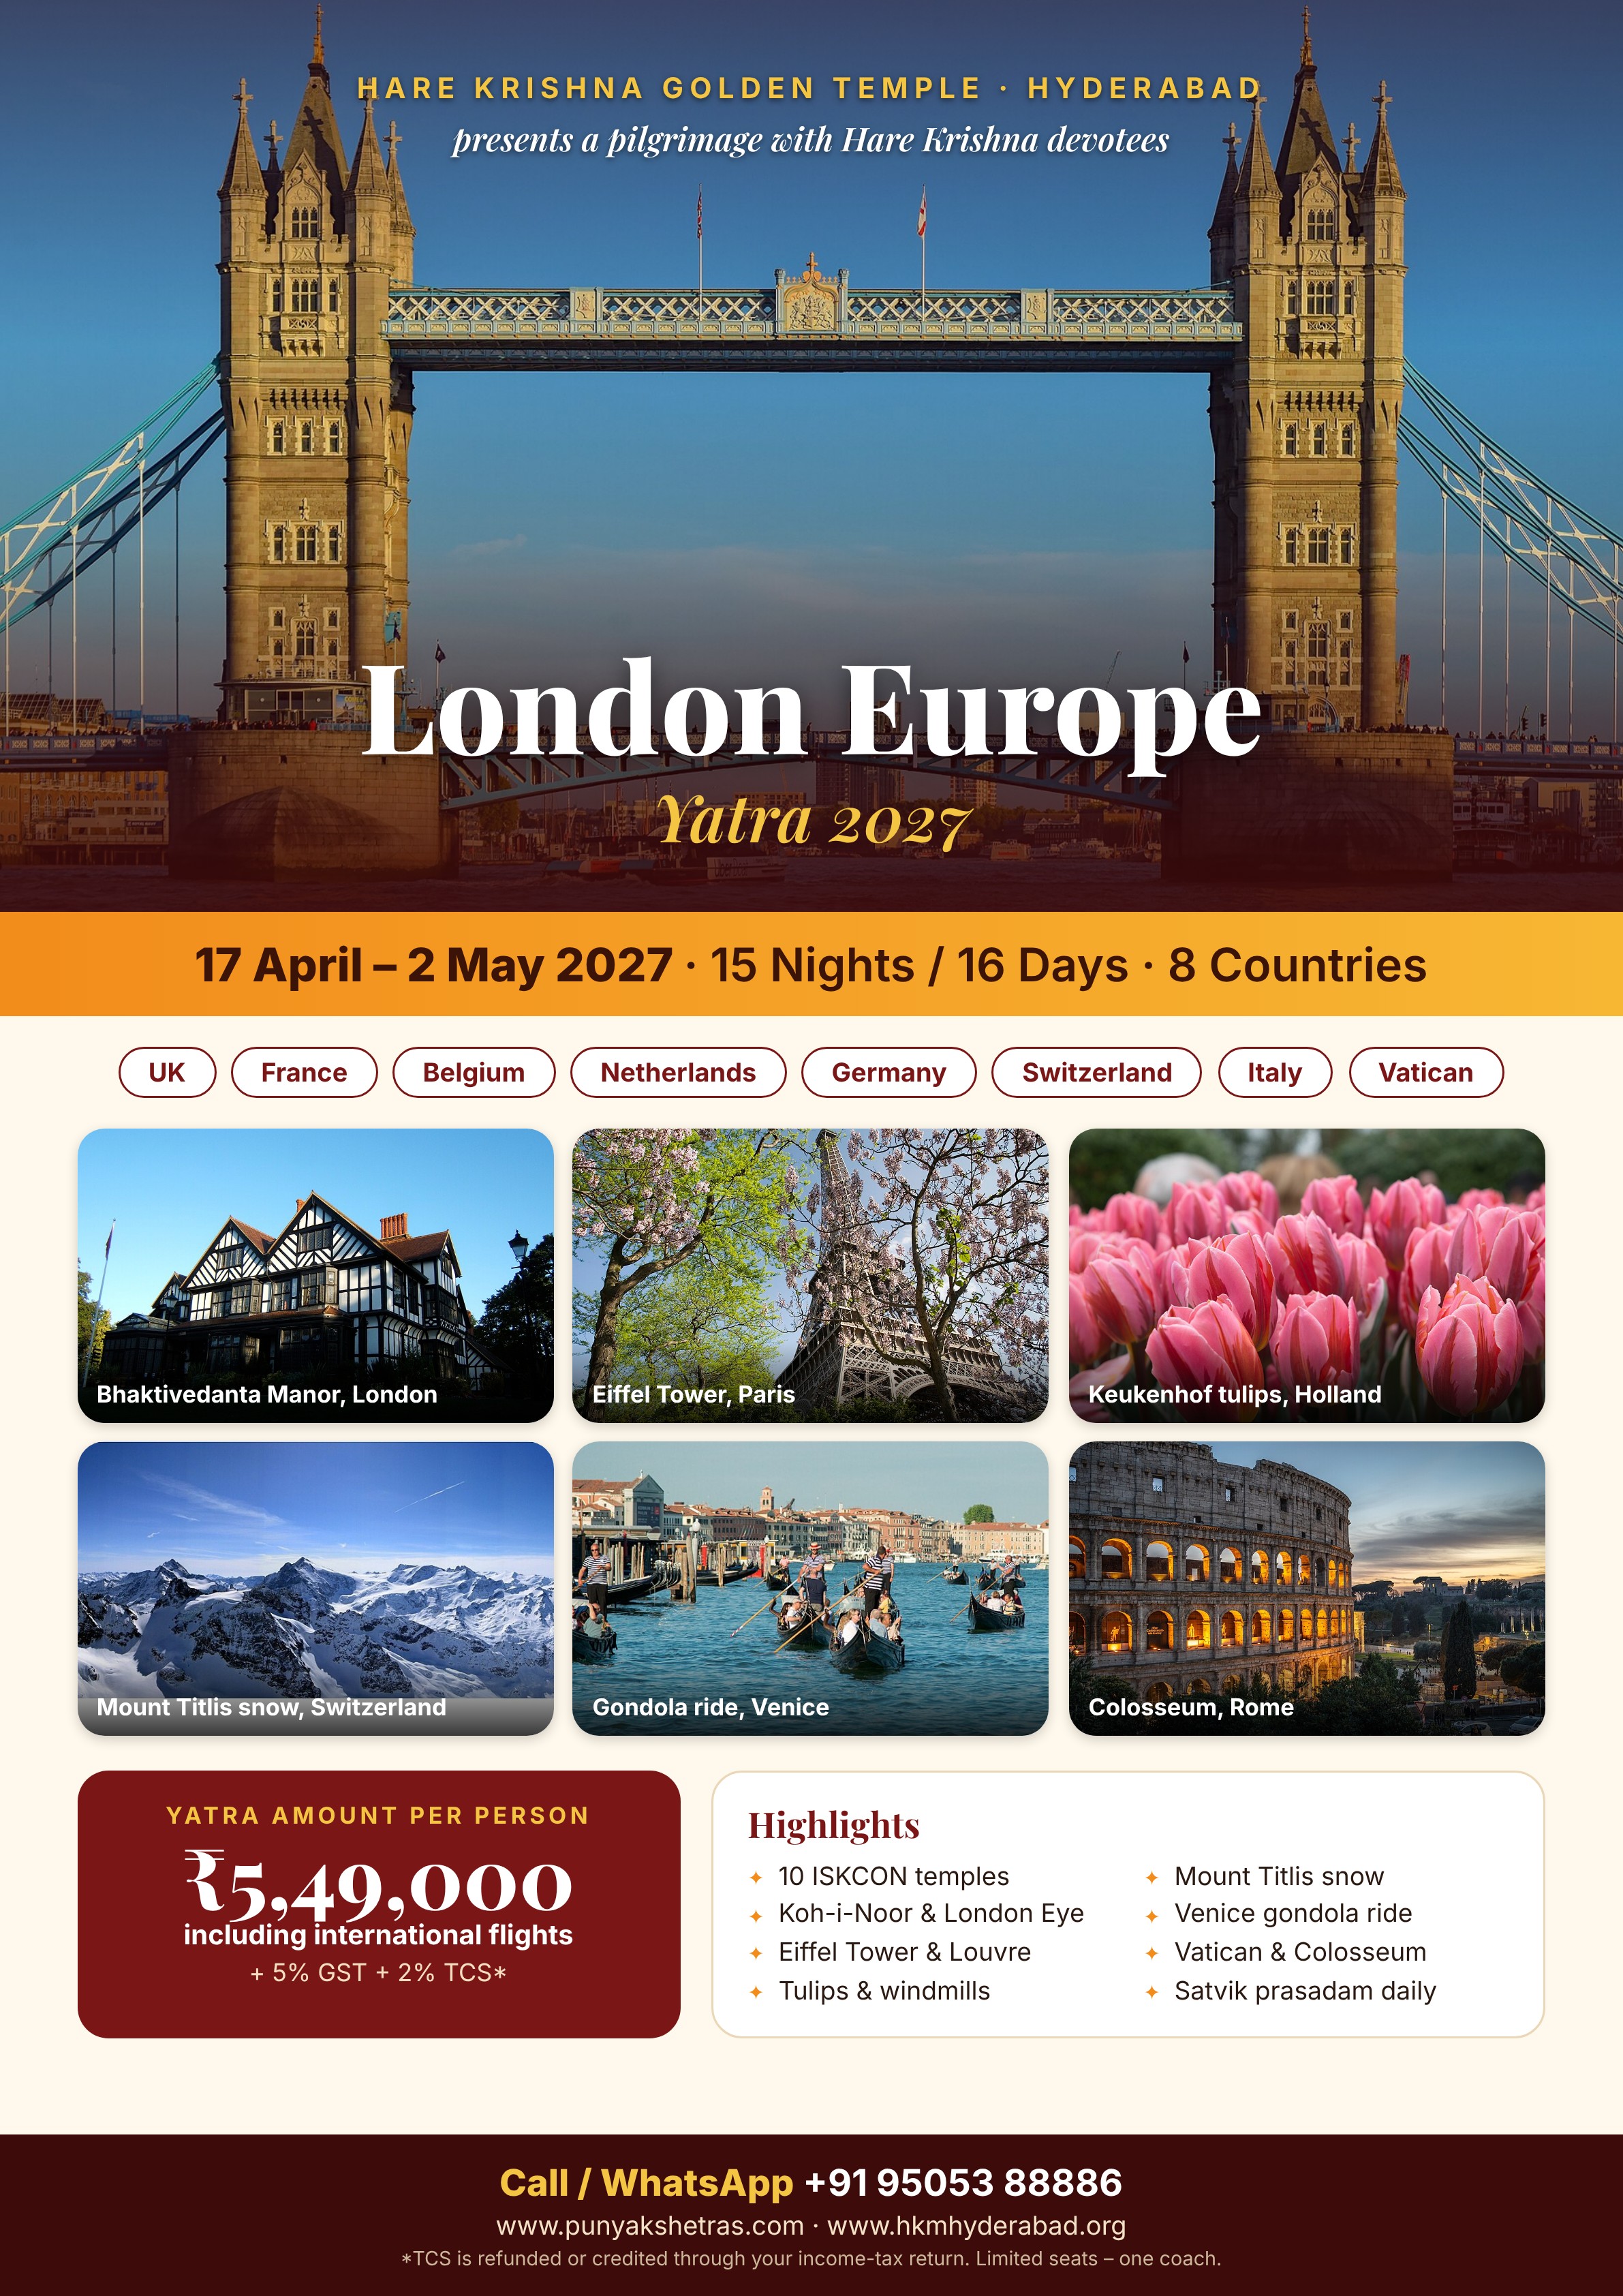 HARE KRISHNA GOLDEN TEMPLE · HYDERABAD
presents a pilgrimage with Hare Krishna devotees
London Europe
Yatra 2027
17 April – 2 May 2027 · 15 Nights / 16 Days · 8 Countries
UK
France
Belgium
Netherlands
Germany
Switzerland
Italy
Vatican
Bhaktivedanta Manor, London
Eiffel Tower, Paris
Keukenhof tulips, Holland
Mount Titlis snow, Switzerland
Gondola ride, Venice
Colosseum, Rome
YATRA AMOUNT PER PERSON
₹5,49,000
including international flights
+ 5% GST + 2% TCS*
Highlights
✦ 10 ISKCON temples
✦ Koh-i-Noor & London Eye
✦ Eiffel Tower & Louvre
✦ Tulips & windmills
✦ Mount Titlis snow
✦ Venice gondola ride
✦ Vatican & Colosseum
✦ Satvik prasadam daily
Call / WhatsApp +91 95053 88886
www.punyakshetras.com · www.hkmhyderabad.org
*TCS is refunded or credited through your income-tax return. Limited seats – one coach.